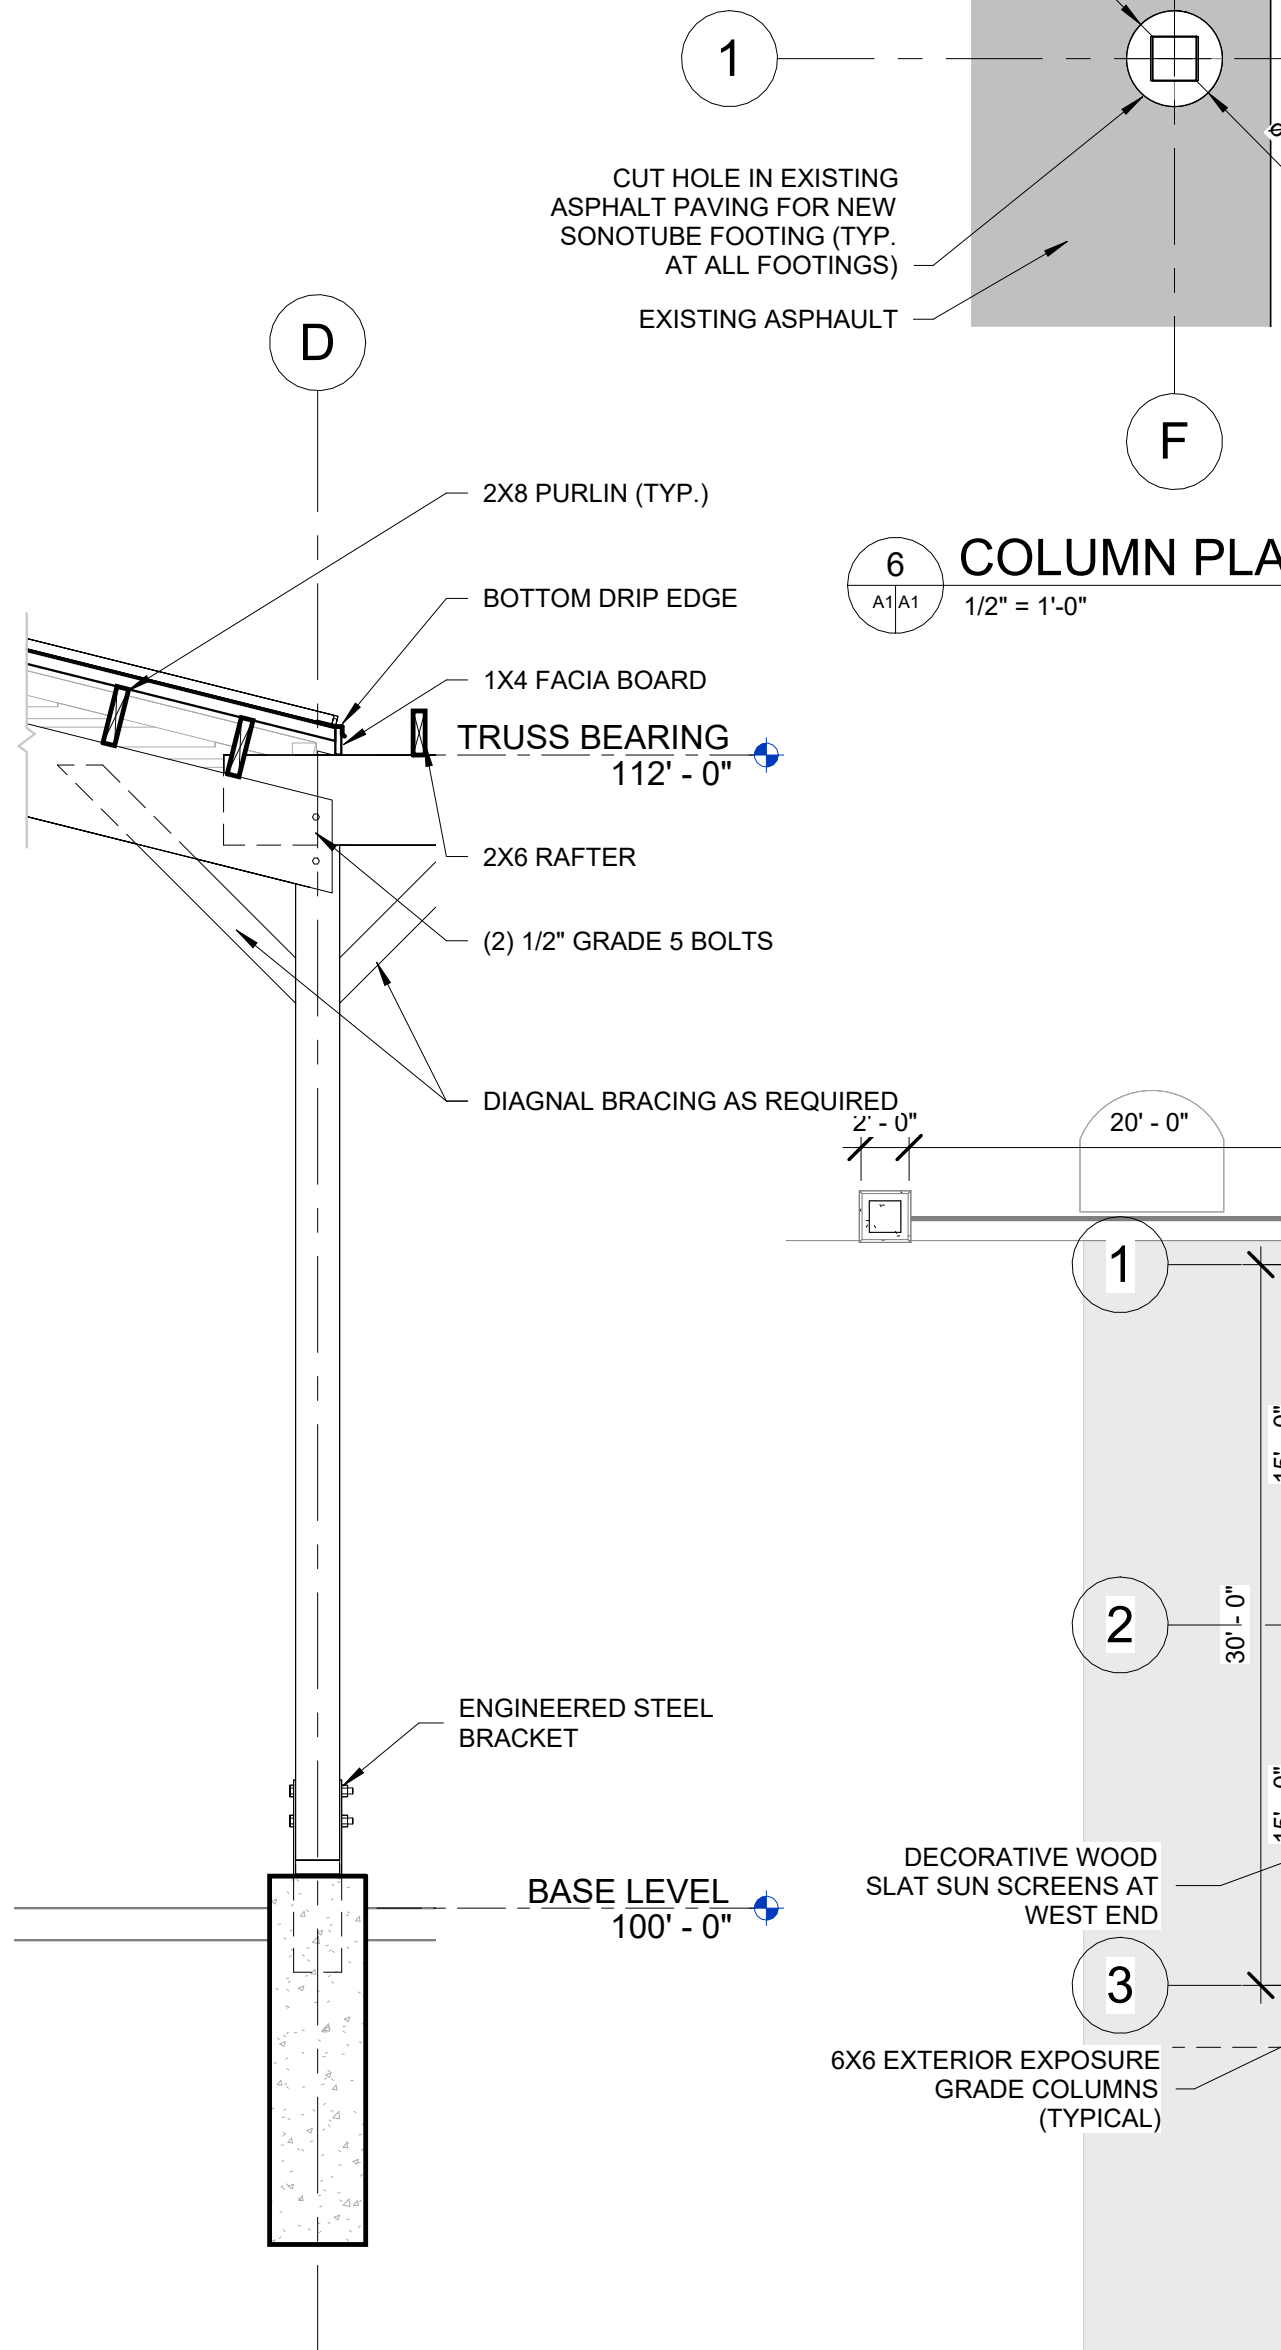 1
CUT HOLE IN EXISTING
ASPHALT PAVING FOR NEW
SONOTUBE FOOTING (TYP.
AT ALL FOOTINGS)
EXISTING ASPHAULT
D
F
2X8 PURLIN (TYP.)
6
COLUMN PLA
A1 A1
1/2" = 1'-0"
BOTTOM DRIP EDGE
1X4 FACIA BOARD
TRUSS BEARING
112' - 0"
2X6 RAFTER
(2) 1/2" GRADE 5 BOLTS
DIAGNAL BRACING AS REQUIRED
2' - 0"
20' - 0"
1
15' - 0"
2
30' - 0"
ENGINEERED STEEL
BRACKET
15' - 0"
DECORATIVE WOOD
SLAT SUN SCREENS AT
WEST END
BASE LEVEL
100' - 0"
3
6X6 EXTERIOR EXPOSURE
GRADE COLUMNS
(TYPICAL)